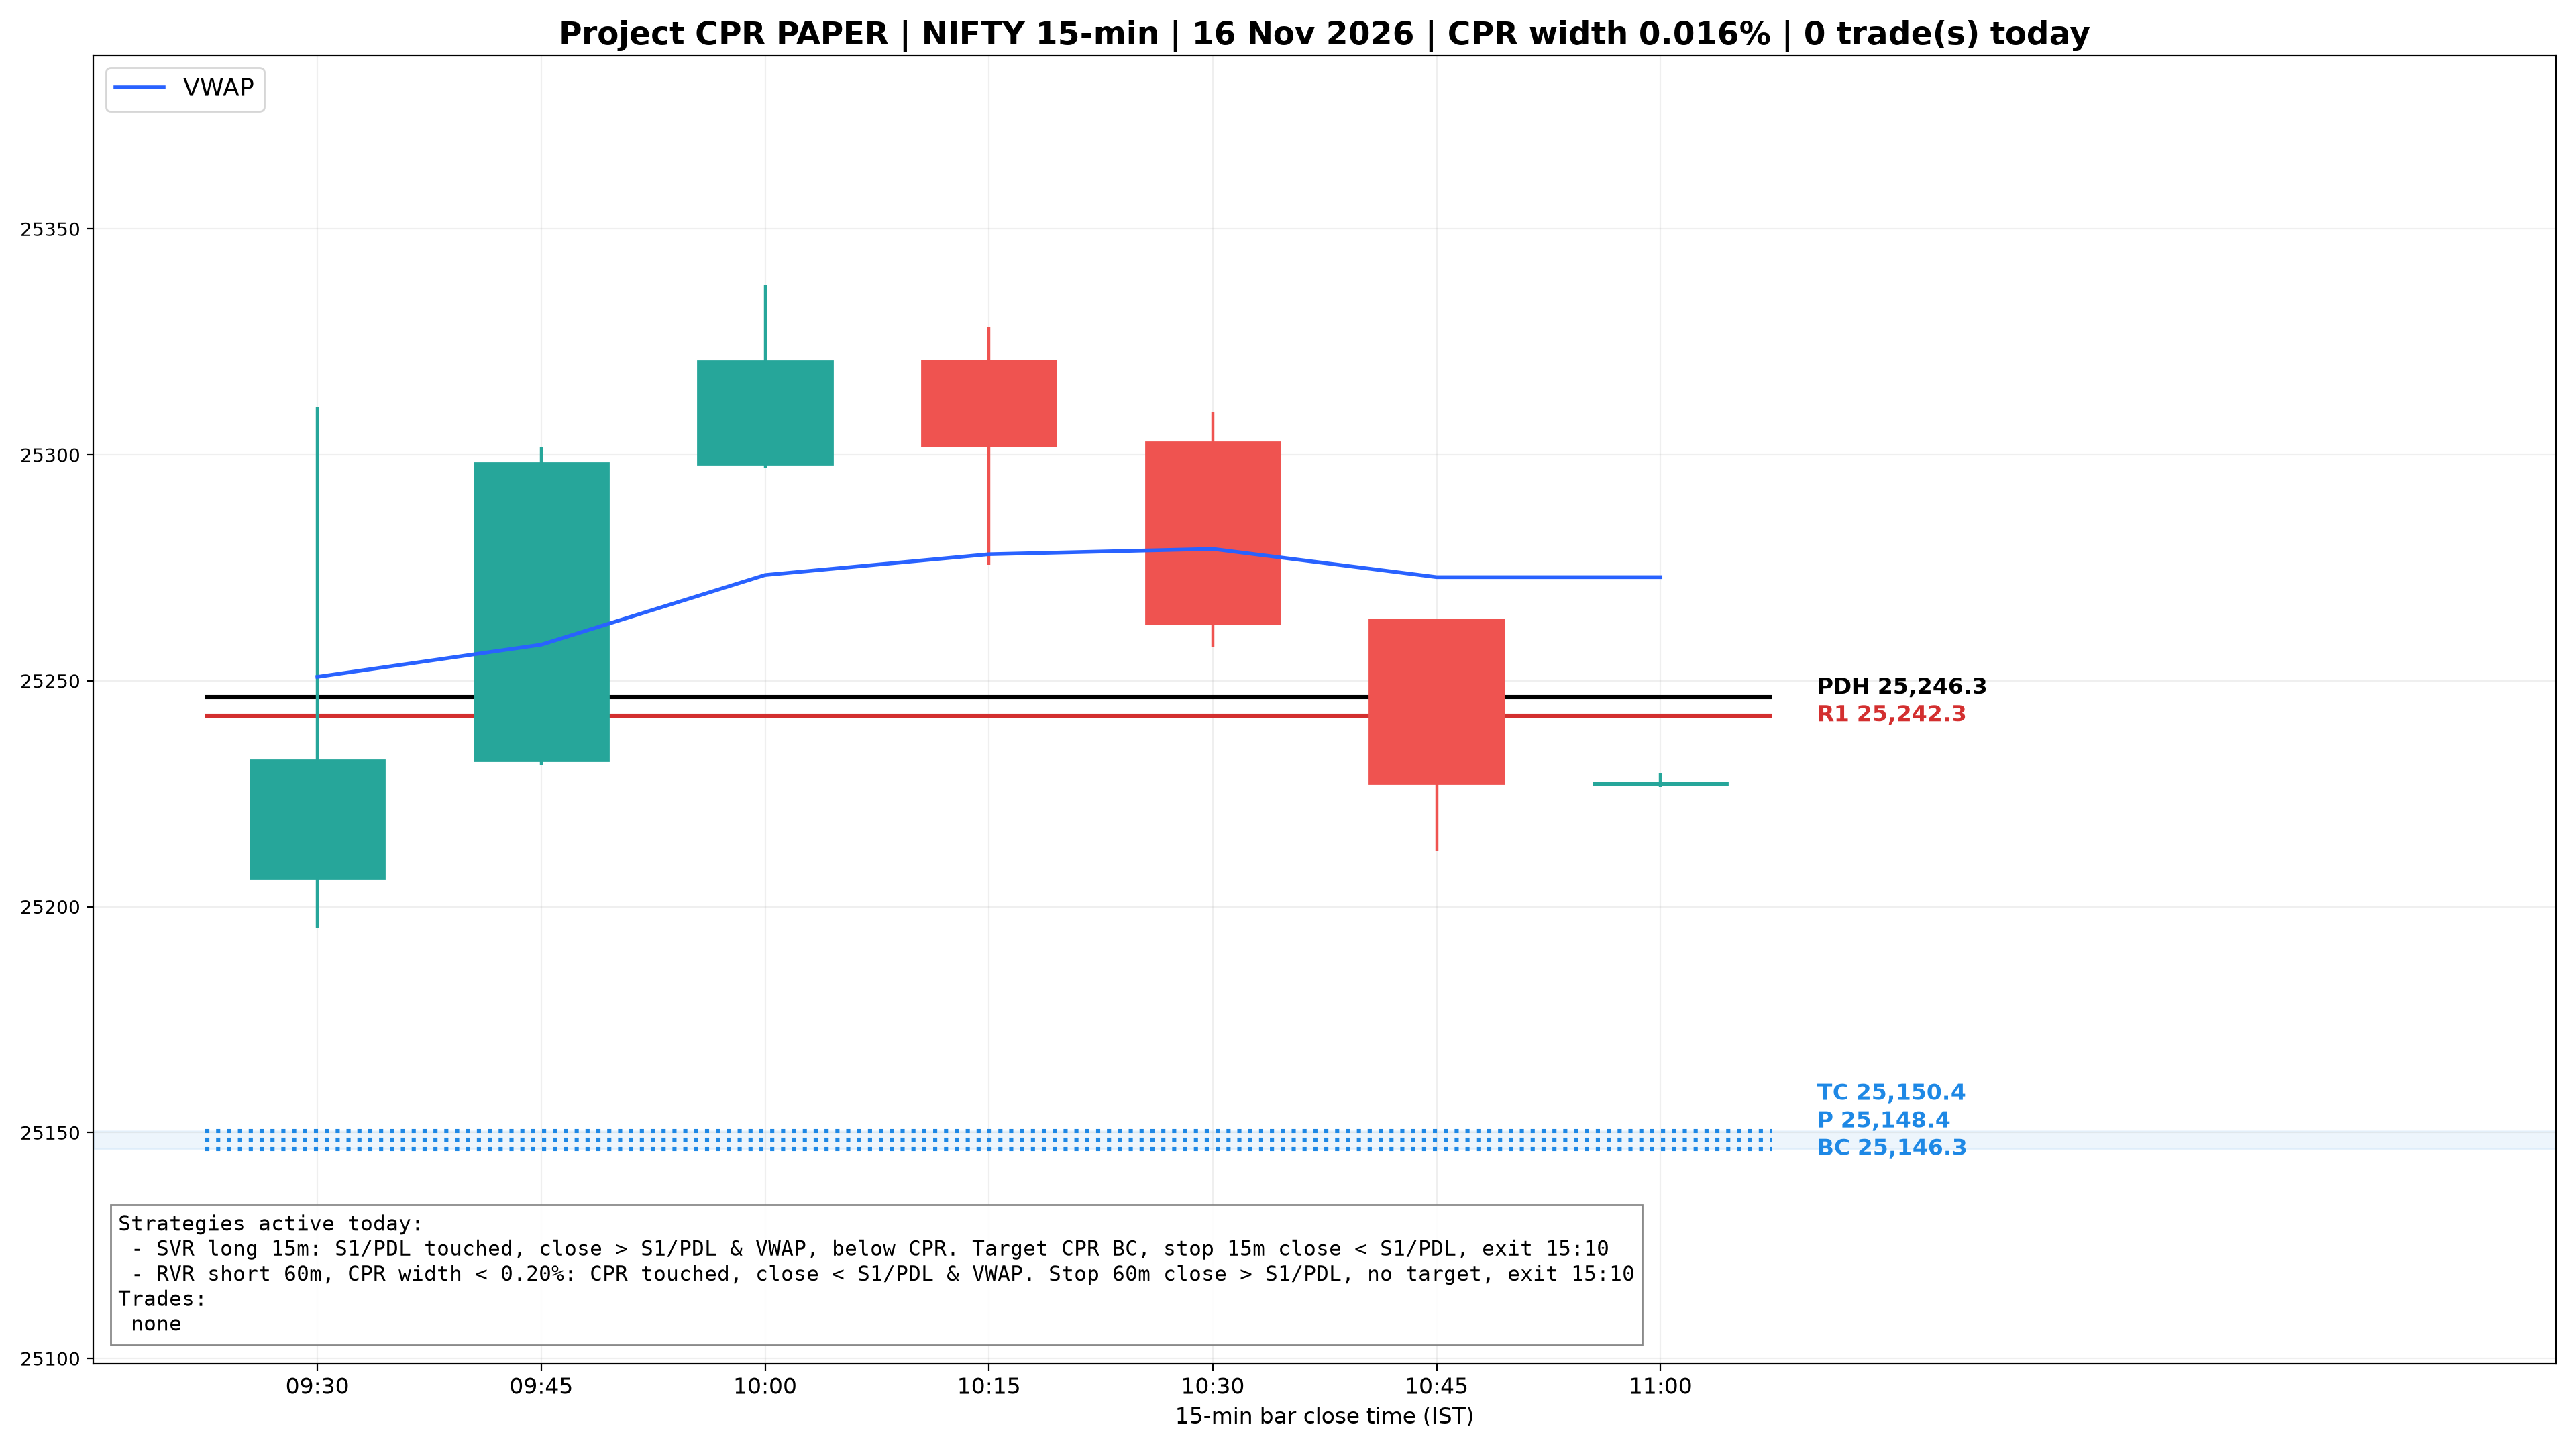 Project CPR PAPER | NIFTY 15-min | 16 Nov 2026 | CPR width 0.016% | 0 trade(s) today
VWAP
25350
25300
25250
25200
25150
25100
PDH 25,246.3
R1 25,242.3
TC 25,150.4
P 25,148.4
BC 25,146.3
Strategies active today:
- SVR long 15m: S1/PDL touched, close > S1/PDL & VWAP, below CPR. Target CPR BC, stop 15m close < S1/PDL, exit 15:10
- RVR short 60m, CPR width < 0.20%: CPR touched, close < S1/PDL & VWAP. Stop 60m close > S1/PDL, no target, exit 15:10
Trades:
none
09:30 09:45 10:00 10:15 10:30 10:45 11:00
15-min bar close time (IST)